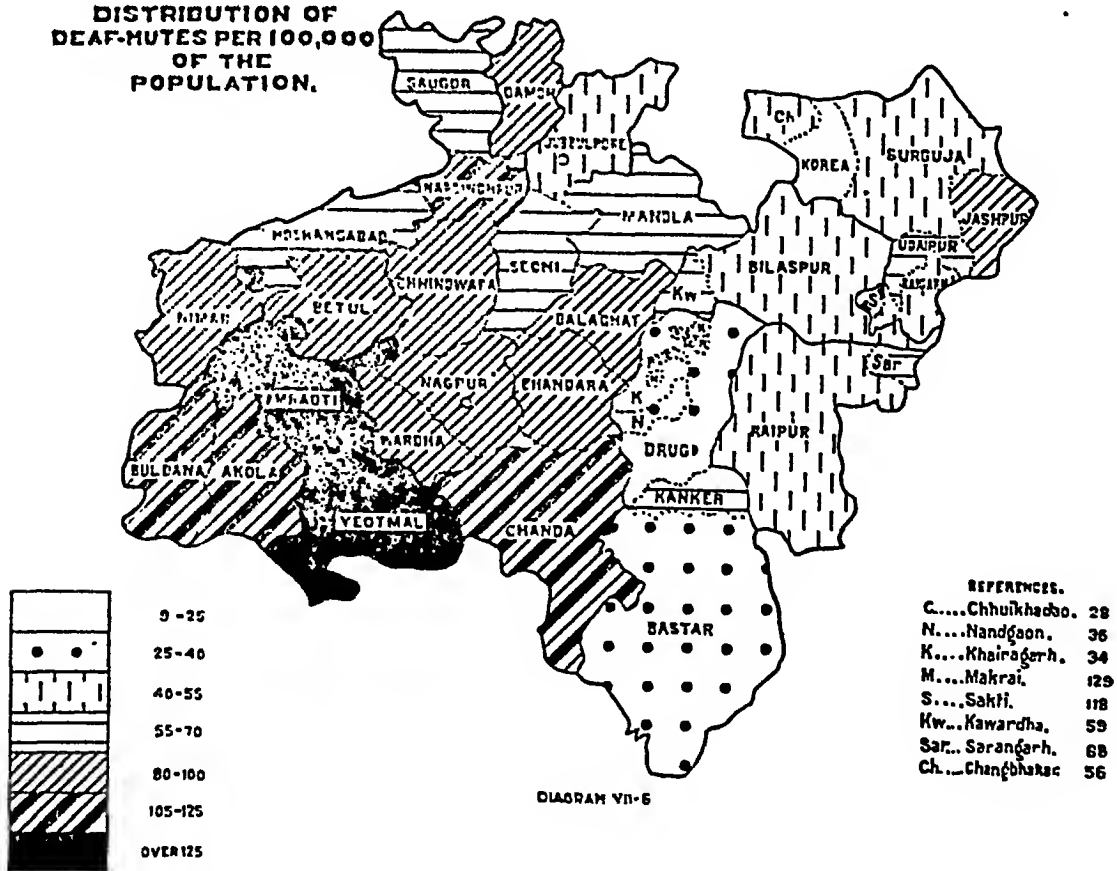 DISTRIBUTION OF
DEAF-MUTES PER 100,000
OF THE
POPULATION.
SAUGOR
DAMOH
JUBBULPORE
Ch
KOREA
SURGUJA
JASHPUR
NARSINGHPUR
MANDLA
HOSHANGABAD
UDAIPUR
SEONI
BILASPUR
RAIGARH
NIMAR
BETUL
CHHINDWARA
Kw
S
BALAGHAT
Sar
AMRAOTI
NAGPUR
BHANDARA
K
N
WARDHA
DRUG
RAIPUR
BULDANA
AKOLA
KANKER
YEOTMAL
CHANDA
BASTAR
9-25
25-40
40-55
55-70
80-100
105-125
OVER 125
REFERENCES.
C.....Chhuikhadao. 28
N....Nandgaon. 36
K....Khairagarh. 34
M....Makrai. 129
S....Sakti. 118
Kw...Kawardha. 59
Sar... Sarangarh. 68
Ch....Changbhakar 56
DIAGRAM VII-6